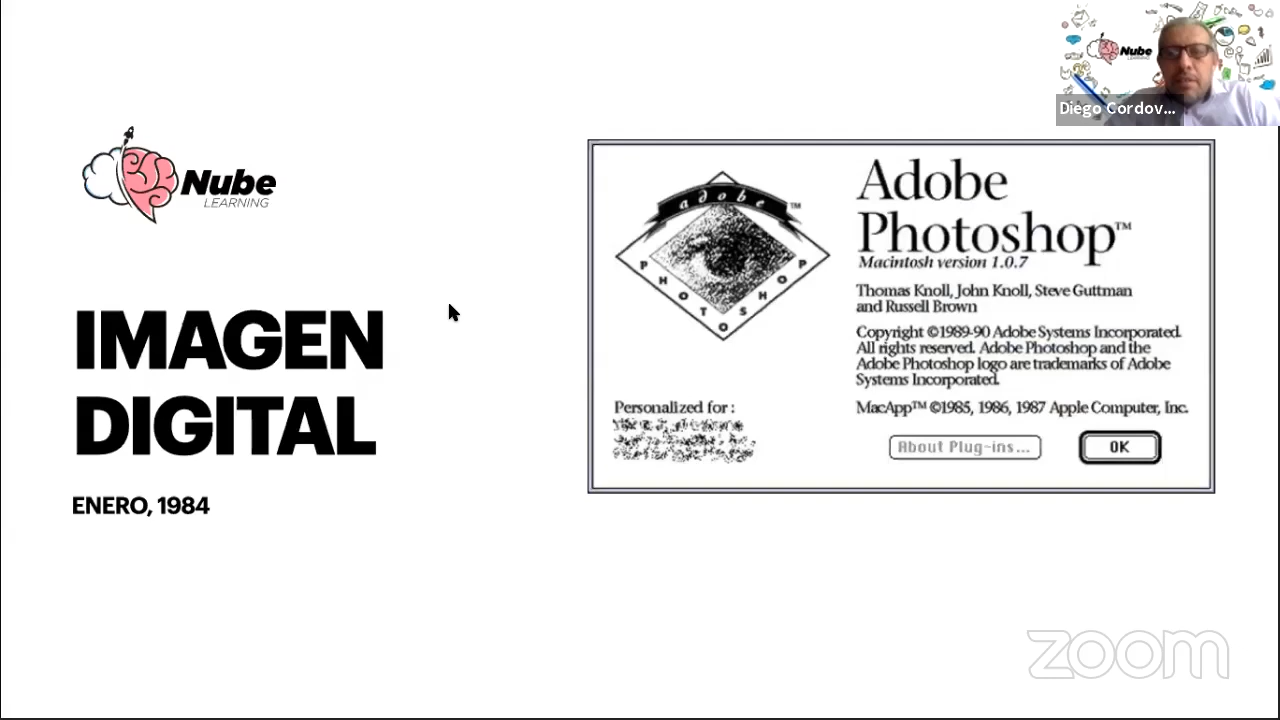 Nube
LEARNING
Diego Cordov...
Nube
LEARNING
IMAGEN
DIGITAL
ENERO, 1984
adobe ™
PHOTOSHOP
Adobe
Photoshop™
Macintosh version 1.0.7
Thomas Knoll, John Knoll, Steve Guttman
and Russell Brown
Copyright ©1989-90 Adobe Systems Incorporated.
All rights reserved. Adobe Photoshop and the
Adobe Photoshop logo are trademarks of Adobe
Systems Incorporated.
Personalized for :
MacApp™ ©1985, 1986, 1987 Apple Computer, Inc.
About Plug-ins...
OK
zoom